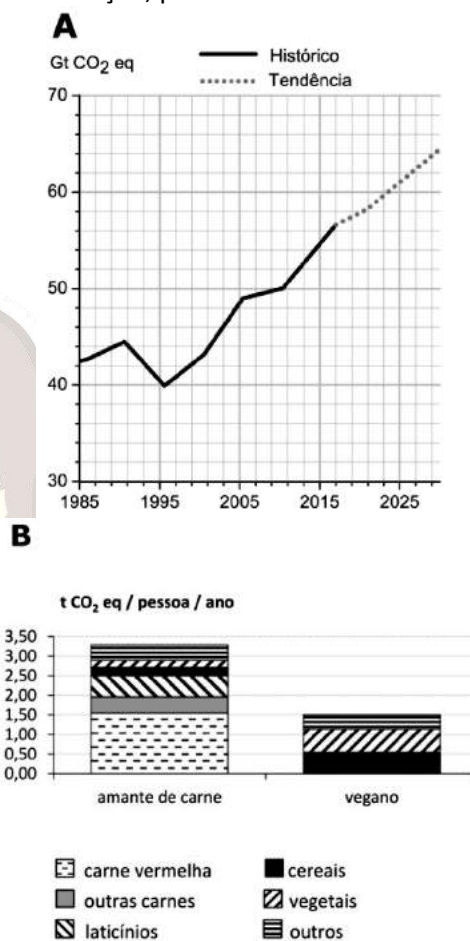 A
Gt CO2 eq
Histórico
Tendência
70
60
50
40
30
1985 1995 2005 2015 2025
B
t CO2 eq / pessoa / ano
3,50
3,00
2,50
2,00
1,50
1,00
0,50
0,00
amante de carne vegano
carne vermelha cereais
outras carnes vegetais
laticínios outros